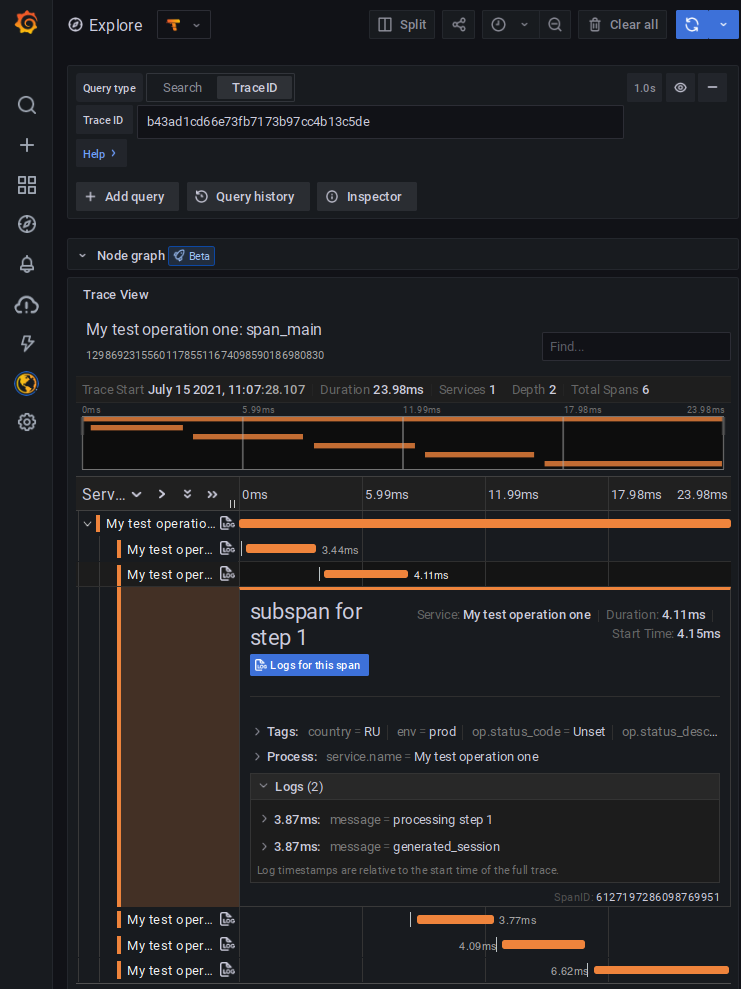 Explore
Split
Clear all
Query type
Search
TraceID
1.0s
Trace ID
b43ad1cd66e73fb7173b97cc4b13c5de
Help
Add query
Query history
Inspector
Node graph
Beta
Trace View
My test operation one: span_main
129869231556011785511674098590186980830
Find...
Trace Start July 15 2021, 11:07:28.107 Duration 23.98ms Services 1 Depth 2 Total Spans 6
0ms 5.99ms 11.99ms 17.98ms 23.98ms
Serv... 0ms 5.99ms 11.99ms 17.98ms 23.98ms
My test operatio... LOG
My test oper... LOG 3.44ms
My test oper... LOG 4.11ms
subspan for
step 1
Service: My test operation one Duration: 4.11ms
Start Time: 4.15ms
LOG Logs for this span
Tags: country = RU env = prod op.status_code = Unset op.status_desc...
Process: service.name = My test operation one
Logs (2)
3.87ms: message = processing step 1
3.87ms: message = generated_session
Log timestamps are relative to the start time of the full trace.
SpanID: 6127197286098769951
My test oper... LOG 3.77ms
My test oper... LOG 4.09ms
My test oper... LOG 6.62ms